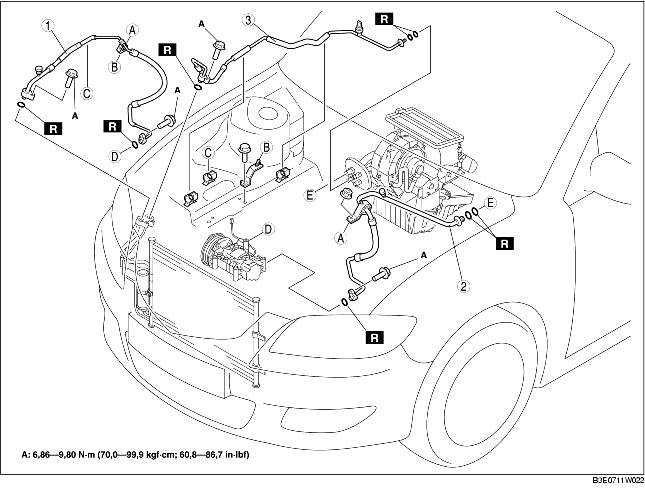 1
A
3
A
R
R
B
C
A
A
R
R
D
C
B
E
A
E
D
R
A
2
R
A: 6,86—9,80 N·m {70,0—99,9 kgf·cm; 60,8—86,7 in·lbf}
B3E0711W022